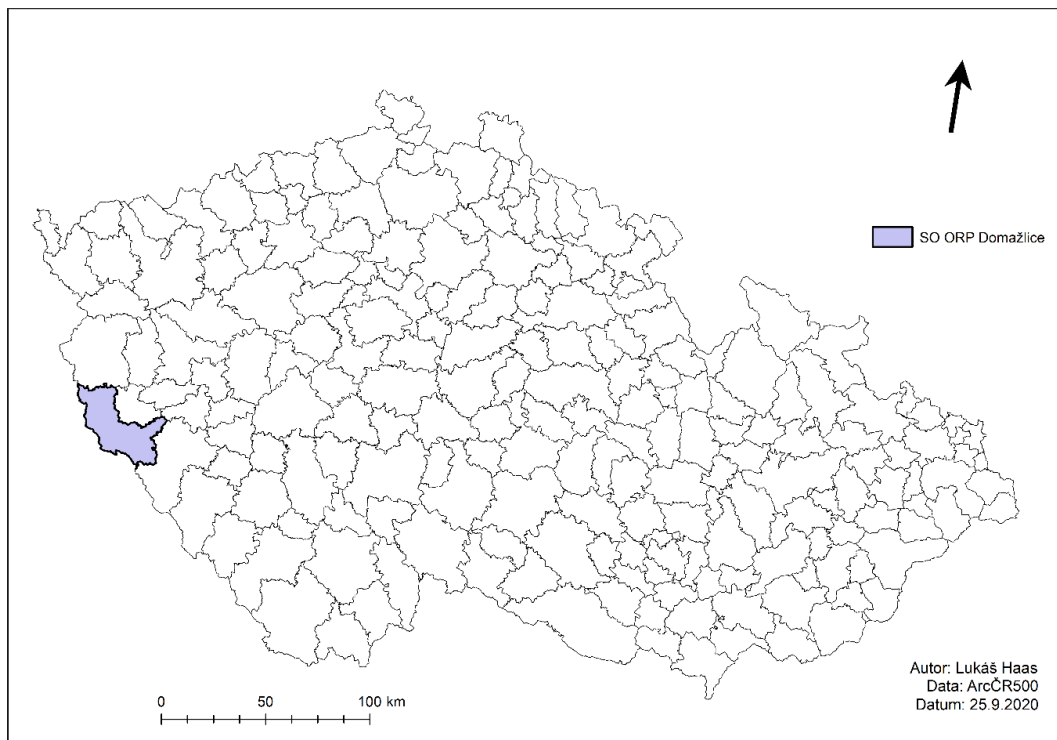 SO ORP Domažlice
0 50 100 km
Autor: Lukáš Haas
Data: ArcČR500
Datum: 25.9.2020